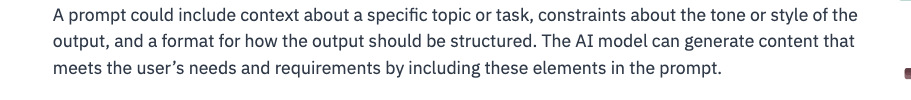 A prompt could include context about a specific topic or task, constraints about the tone or style of the
output, and a format for how the output should be structured. The AI model can generate content that
meets the user’s needs and requirements by including these elements in the prompt.